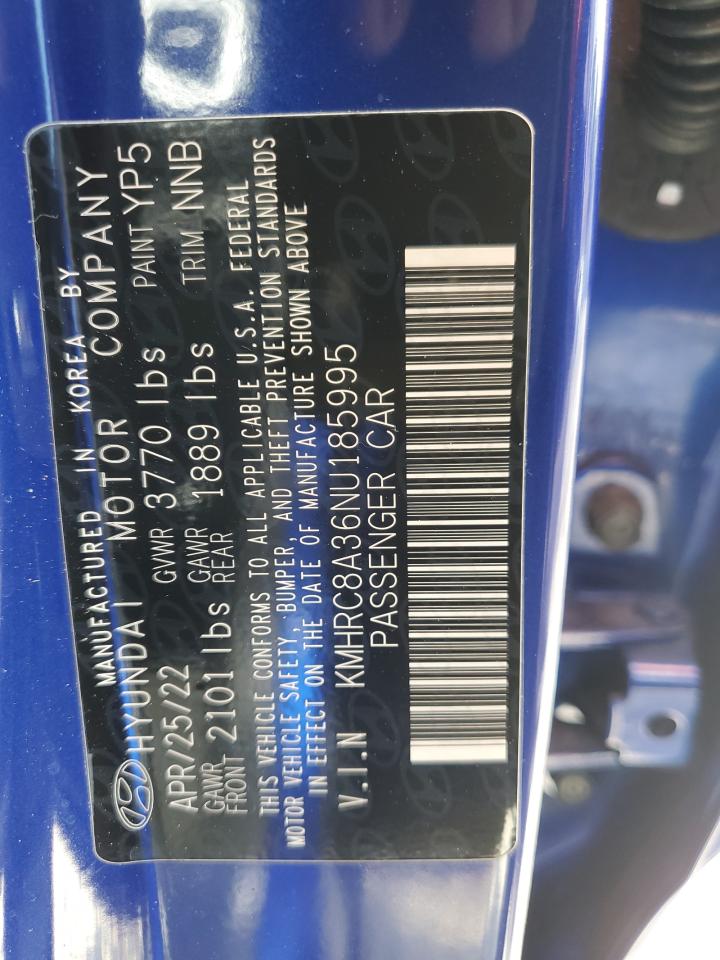 MANUFACTURED IN KOREA BY
HYUNDAI MOTOR COMPANY
APR/25/22 GVWR 3770 lbs PAINT YP5
GAWR FRONT 2101 lbs GAWR REAR 1889 lbs TRIM NNB
THIS VEHICLE CONFORMS TO ALL APPLICABLE U.S.A. FEDERAL
MOTOR VEHICLE SAFETY, BUMPER, AND THEFT PREVENTION STANDARDS
IN EFFECT ON THE DATE OF MANUFACTURE SHOWN ABOVE
V.I.N KMHRC8A36NU185995
PASSENGER CAR